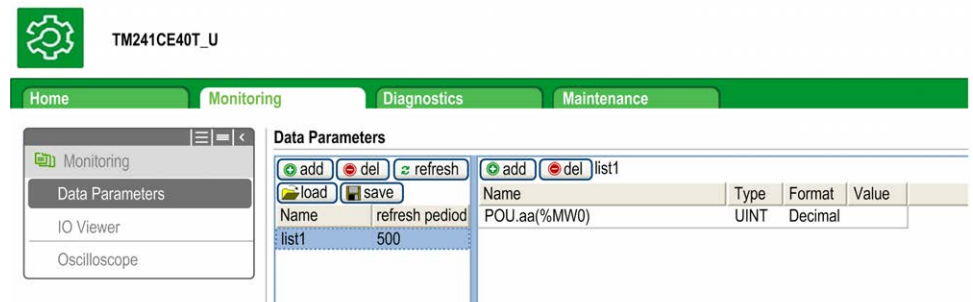 TM241CE40T_U
Home Monitoring Diagnostics Maintenance
Monitoring
Data Parameters
IO Viewer
Oscilloscope
Data Parameters
add del refresh
load save
Name refresh pediod
list1 500
add del list1
Name Type Format Value
POU.aa(%MW0) UINT Decimal